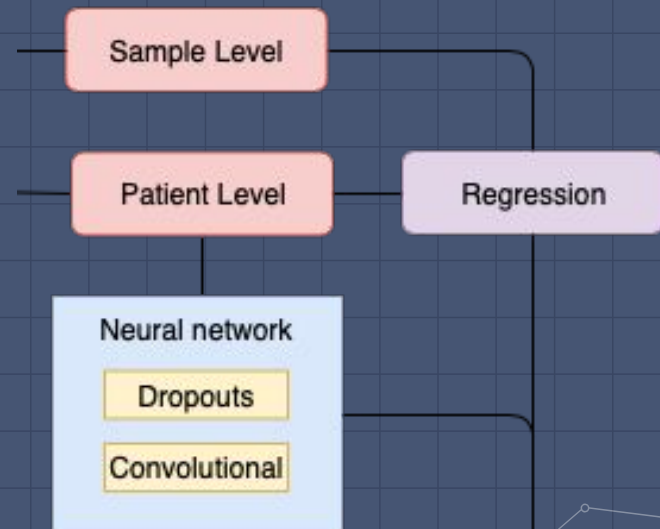 Sample Level
Patient Level
Regression
Neural network
Dropouts
Convolutional